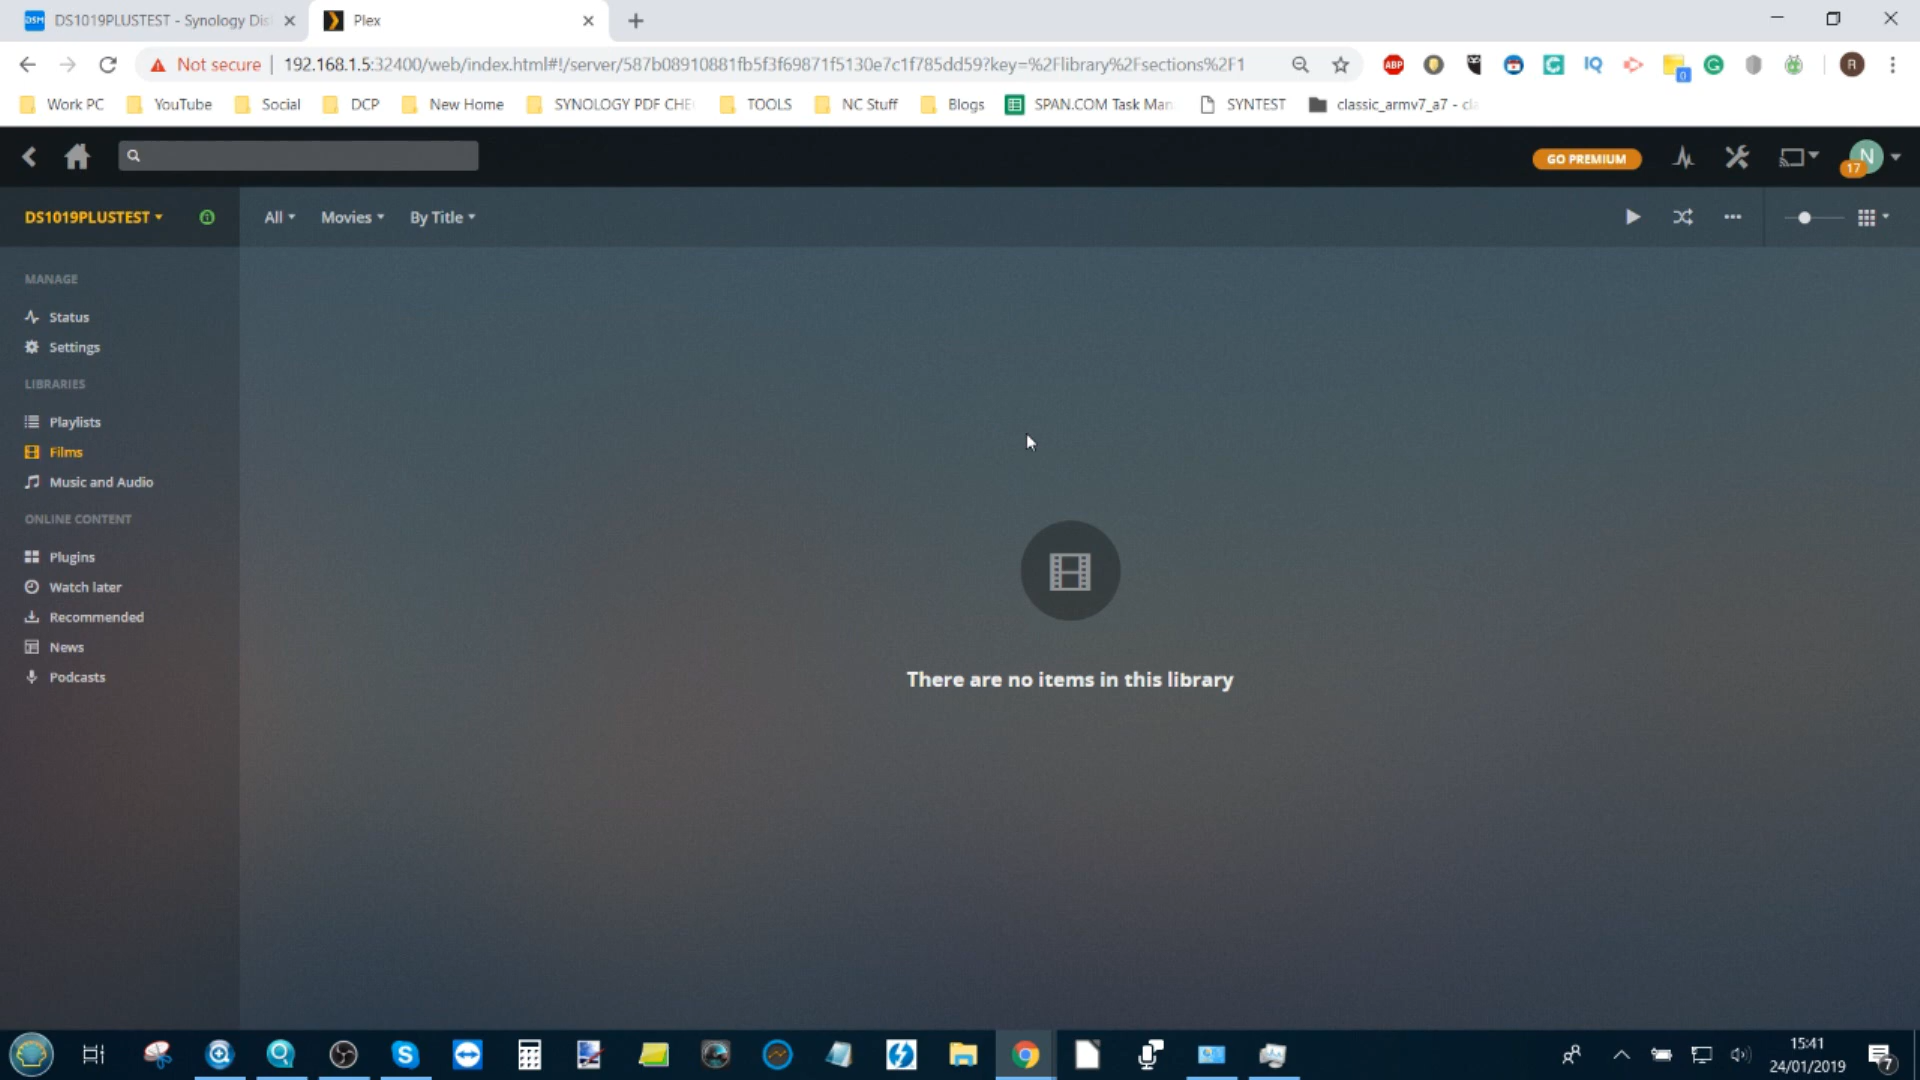 DS1019PLUSTEST - Synology Dis
Plex
Not secure
192.168.1.5:32400/web/index.html#!/server/587b08910881fb5f3f69871f5130e7c1f785dd59?key=%2Flibrary%2Fsections%2F1
Work PC
YouTube
Social
DCP
New Home
SYNOLOGY PDF CHE
TOOLS
NC Stuff
Blogs
SPAN.COM Task Man
SYNTEST
classic_armv7_a7 - cla
GO PREMIUM
N
17
DS1019PLUSTEST
All
Movies
By Title
MANAGE
Status
Settings
LIBRARIES
Playlists
Films
Music and Audio
ONLINE CONTENT
Plugins
Watch later
Recommended
News
Podcasts
There are no items in this library
15:41
24/01/2019
7